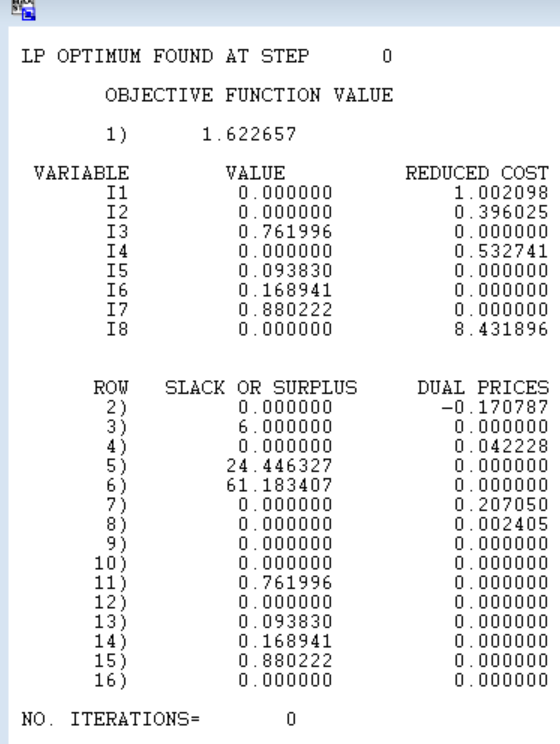 LP OPTIMUM FOUND AT STEP 0
OBJECTIVE FUNCTION VALUE
1) 1.622657
VARIABLE VALUE REDUCED COST
I1 0.000000 1.002098
I2 0.000000 0.396025
I3 0.761996 0.000000
I4 0.000000 0.532741
I5 0.093830 0.000000
I6 0.168941 0.000000
I7 0.880222 0.000000
I8 0.000000 8.431896
ROW SLACK OR SURPLUS DUAL PRICES
2) 0.000000 -0.170787
3) 6.000000 0.000000
4) 0.000000 0.042228
5) 24.446327 0.000000
6) 61.183407 0.000000
7) 0.000000 0.207050
8) 0.000000 0.002405
9) 0.000000 0.000000
10) 0.000000 0.000000
11) 0.761996 0.000000
12) 0.000000 0.000000
13) 0.093830 0.000000
14) 0.168941 0.000000
15) 0.880222 0.000000
16) 0.000000 0.000000
NO. ITERATIONS= 0